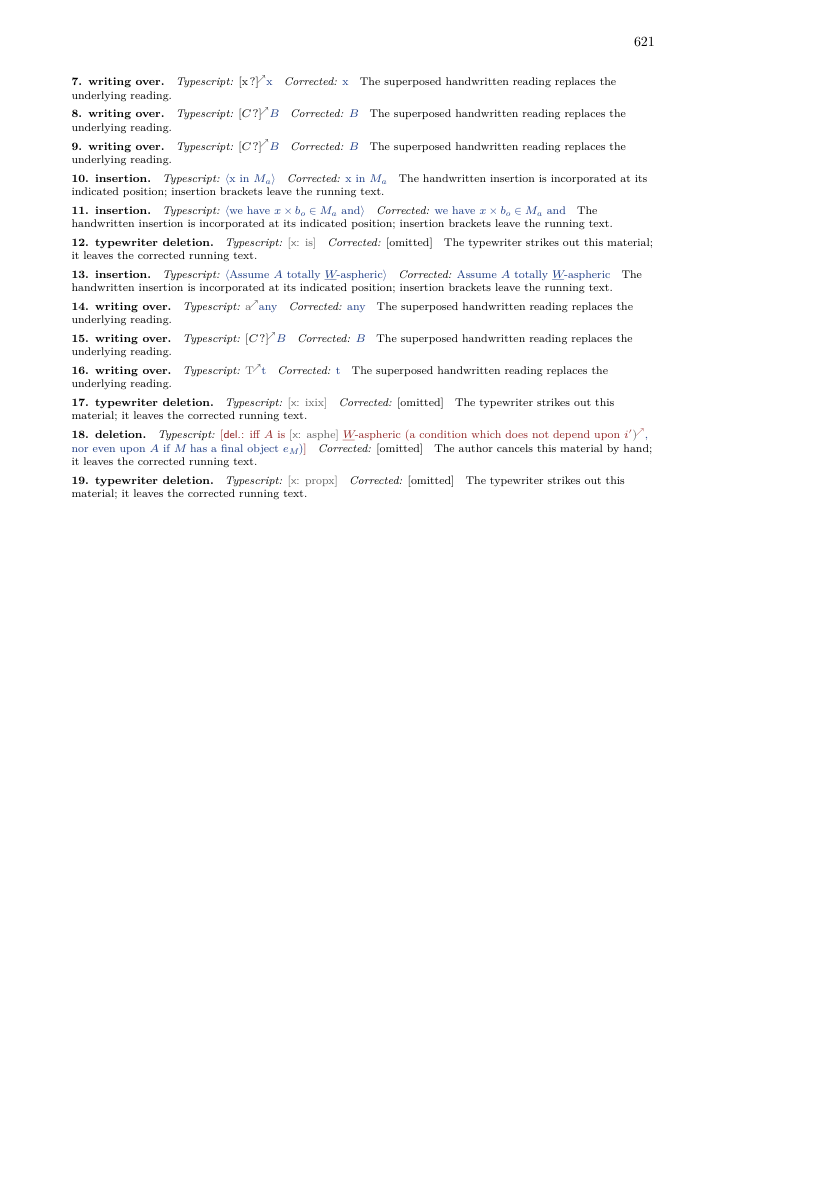 621
7. writing over. Typescript: [x ?]↗x Corrected: x The superposed handwritten reading replaces the
underlying reading.
8. writing over. Typescript: [C ?]↗B Corrected: B The superposed handwritten reading replaces the
underlying reading.
9. writing over. Typescript: [C ?]↗B Corrected: B The superposed handwritten reading replaces the
underlying reading.
10. insertion. Typescript: ⟨x in Mₐ⟩ Corrected: x in Mₐ The handwritten insertion is incorporated at its
indicated position; insertion brackets leave the running text.
11. insertion. Typescript: ⟨we have x × bₒ ∈ Mₐ and⟩ Corrected: we have x × bₒ ∈ Mₐ and The
handwritten insertion is incorporated at its indicated position; insertion brackets leave the running text.
12. typewriter deletion. Typescript: [x: is] Corrected: [omitted] The typewriter strikes out this material;
it leaves the corrected running text.
13. insertion. Typescript: ⟨Assume A totally W-aspheric⟩ Corrected: Assume A totally W-aspheric The
handwritten insertion is incorporated at its indicated position; insertion brackets leave the running text.
14. writing over. Typescript: a↗any Corrected: any The superposed handwritten reading replaces the
underlying reading.
15. writing over. Typescript: [C ?]↗B Corrected: B The superposed handwritten reading replaces the
underlying reading.
16. writing over. Typescript: T↗t Corrected: t The superposed handwritten reading replaces the
underlying reading.
17. typewriter deletion. Typescript: [x: ixix] Corrected: [omitted] The typewriter strikes out this
material; it leaves the corrected running text.
18. deletion. Typescript: [del.: iff A is [x: asphe] W-aspheric (a condition which does not depend upon i′)↗,
nor even upon A if M has a final object e_M)] Corrected: [omitted] The author cancels this material by hand;
it leaves the corrected running text.
19. typewriter deletion. Typescript: [x: propx] Corrected: [omitted] The typewriter strikes out this
material; it leaves the corrected running text.